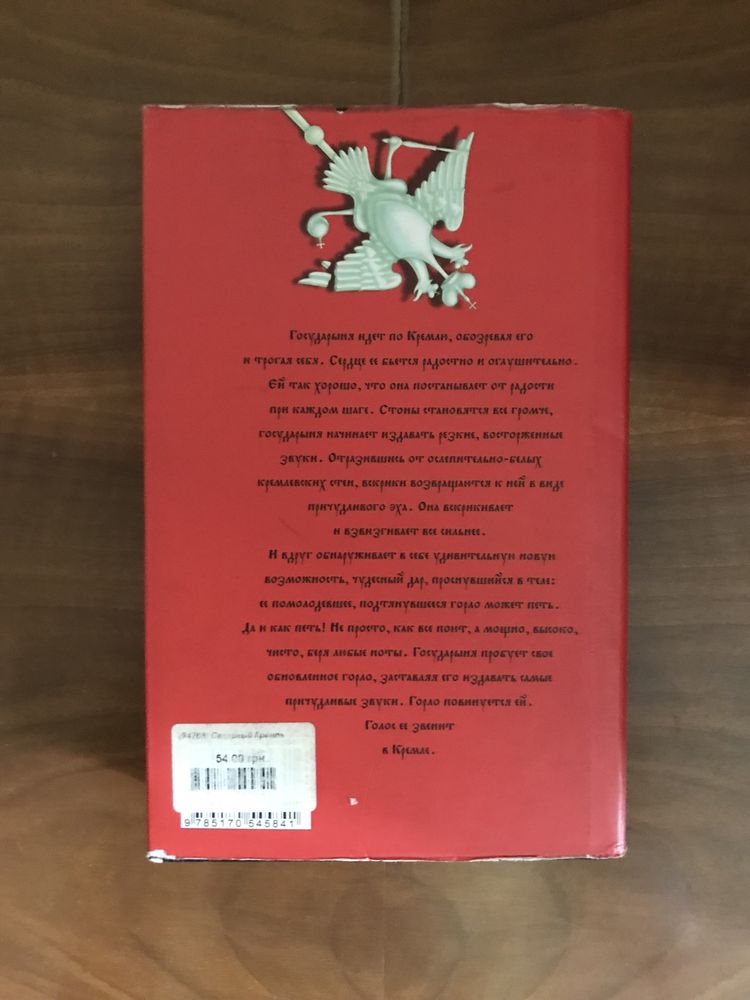 Государыня идет по Кремлю, обозревая его
и трогая себя. Сердце ее бьется радостно и оглушительно.
Ей так хорошо, что она постанывает от радости
при каждом шаге. Стоны становятся все громче,
государыня начинает издавать резкие, восторженные
звуки. Отразившись от ослепительно-белых
кремлевских стен, вскрики возвращаются к ней в виде
причудливого эха. Она вскрикивает
и взвизгивает все сильнее.
И вдруг обнаруживает в себе удивительную новую
возможность, чудесный дар, проснувшийся в теле:
ее помолодевшее, подтянувшееся горло может петь.
Да и как петь! Не просто, как все поют, а мощно, высоко,
чисто, беря любые ноты. Государыня пробует свое
обновленное горло, заставляя его издавать самые
причудливые звуки. Горло повинуется ей.
Голос ее звенит
в Кремле.
Сахарный Кремль
54.00 грн.
9 785170 545841